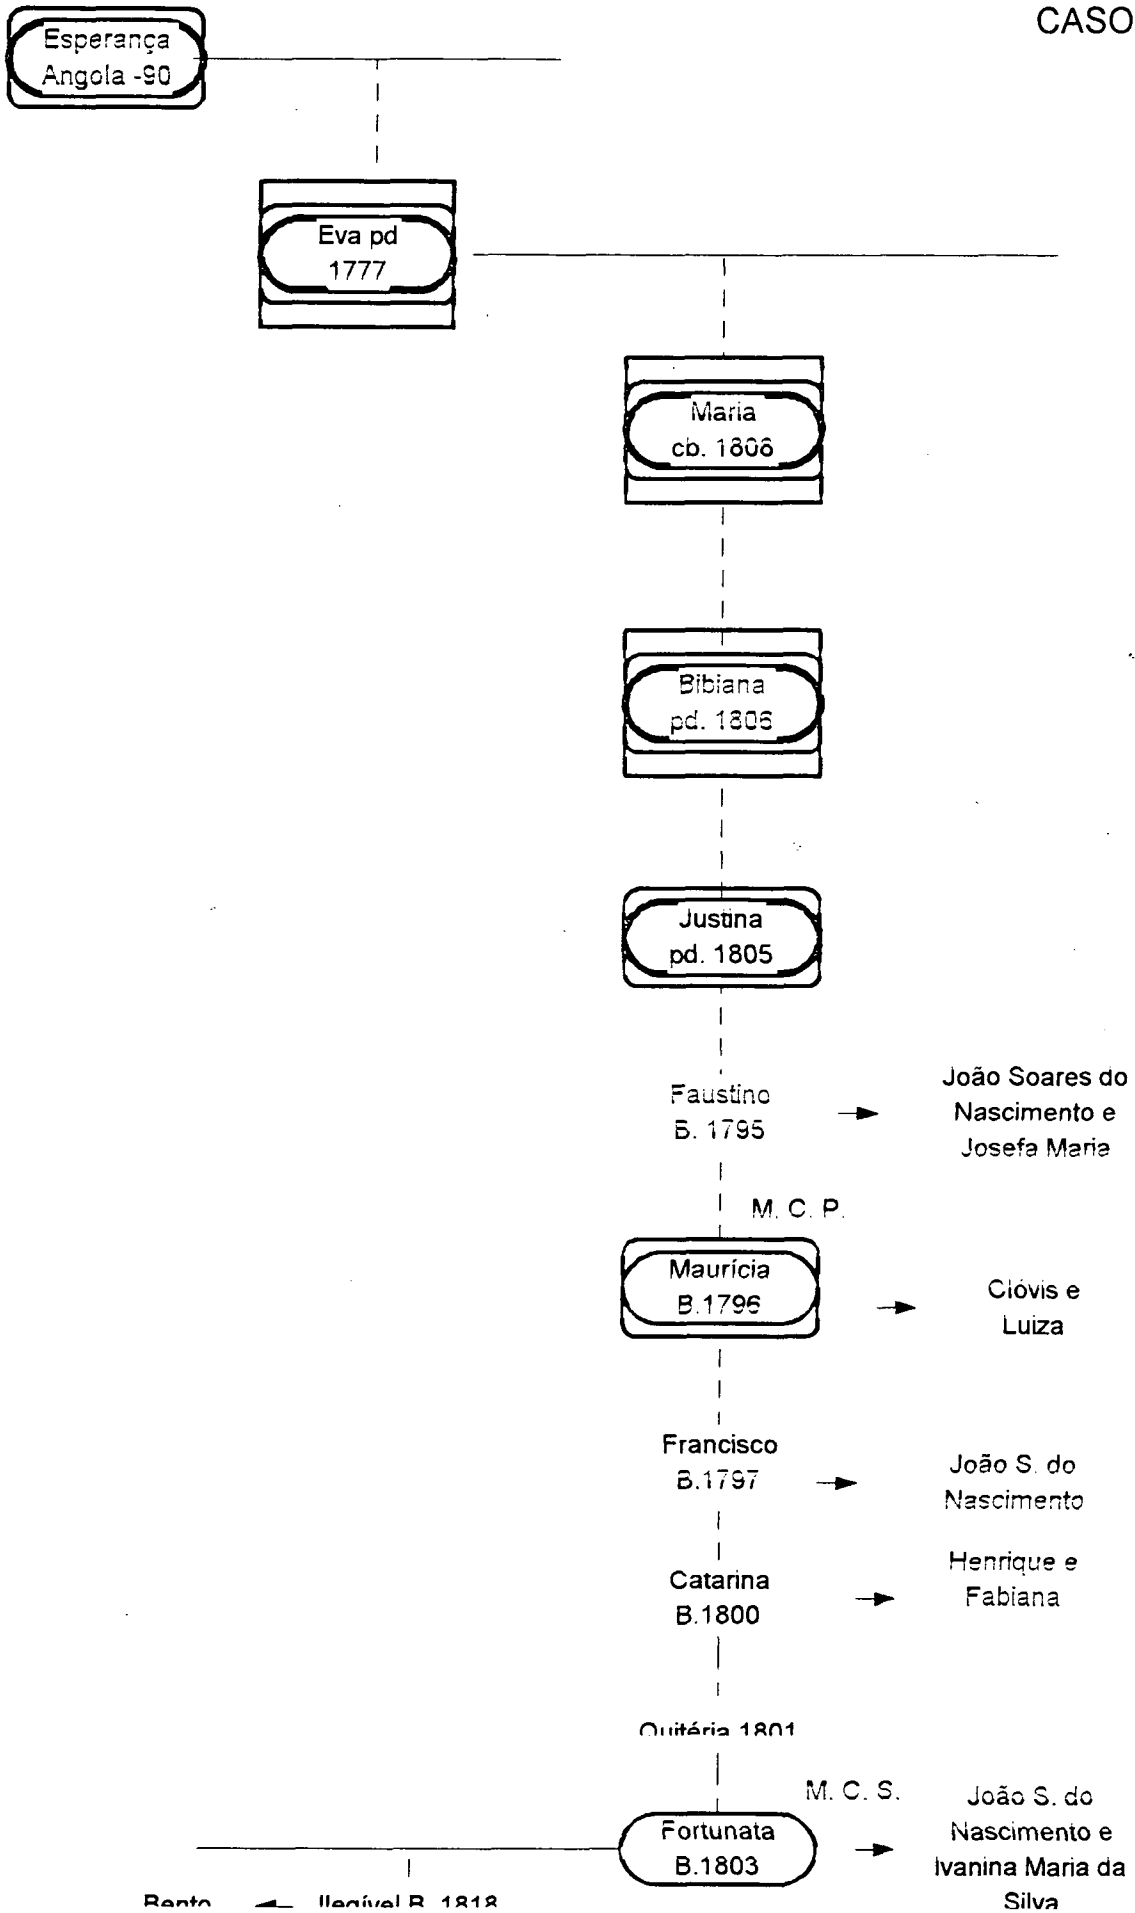 CASO
Esperança
Angola -90
Eva pd
1777
Maria
cb. 1808
Bibiana
pd. 1806
Justina
pd. 1805
Faustino
B. 1795
João Soares do
Nascimento e
Josefa Maria
M. C. P.
Maurícia
B.1796
Clóvis e
Luiza
Francisco
B.1797
João S. do
Nascimento
Catarina
B.1800
Henrique e
Fabiana
Quitéria 1801
M. C. S.
Fortunata
B.1803
João S. do
Nascimento e
Ivanina Maria da
Silva
Bento
Ilegível B. 1818